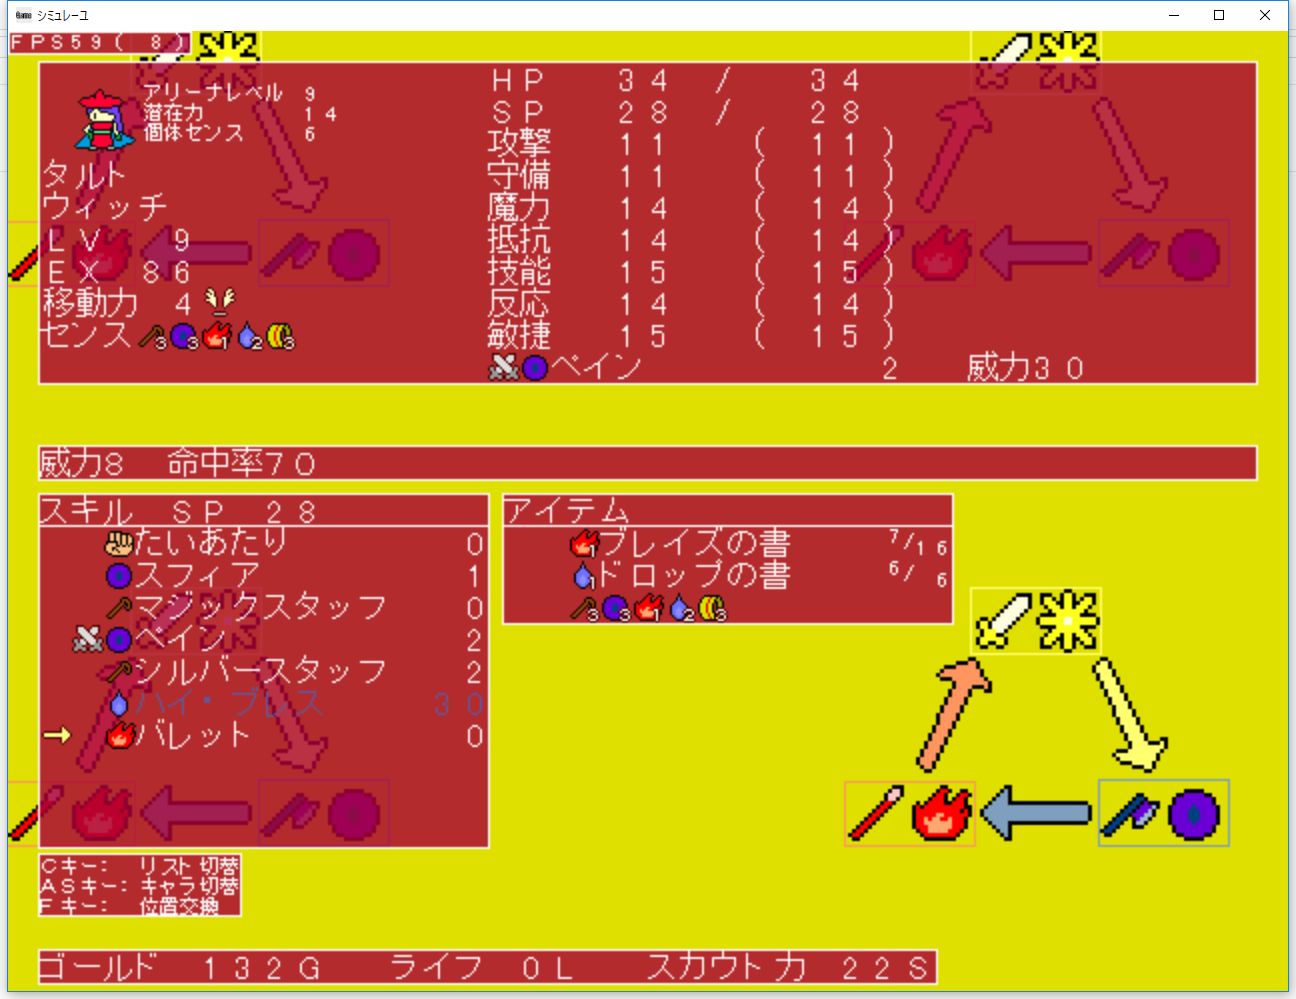 シミュレーユ
FPS59( 8)
アリーナレベル 9
潜在力 14
個体センス 6
タルト
ウィッチ
LV 9
EX 86
移動力 4
センス 3 3 1 2 3
HP 34 / 34
SP 28 / 28
攻撃 11 ( 11 )
守備 11 ( 11 )
魔力 14 ( 14 )
抵抗 14 ( 14 )
技能 15 ( 15 )
反応 14 ( 14 )
敏捷 15 ( 15 )
ペイン 2 威力30
威力8 命中率70
スキル SP 28
たいあたり 0
スフィア 1
マジックスタッフ 0
ペイン 2
シルバースタッフ 2
ハイ・ブレス 30
バレット 0
アイテム
1 ブレイズの書 7/16
1 ドロップの書 6/ 6
3 3 1 2 3
Cキー: リスト切替
ASキー: キャラ切替
Fキー: 位置交換
ゴールド 132G ライフ 0L スカウト力 22S